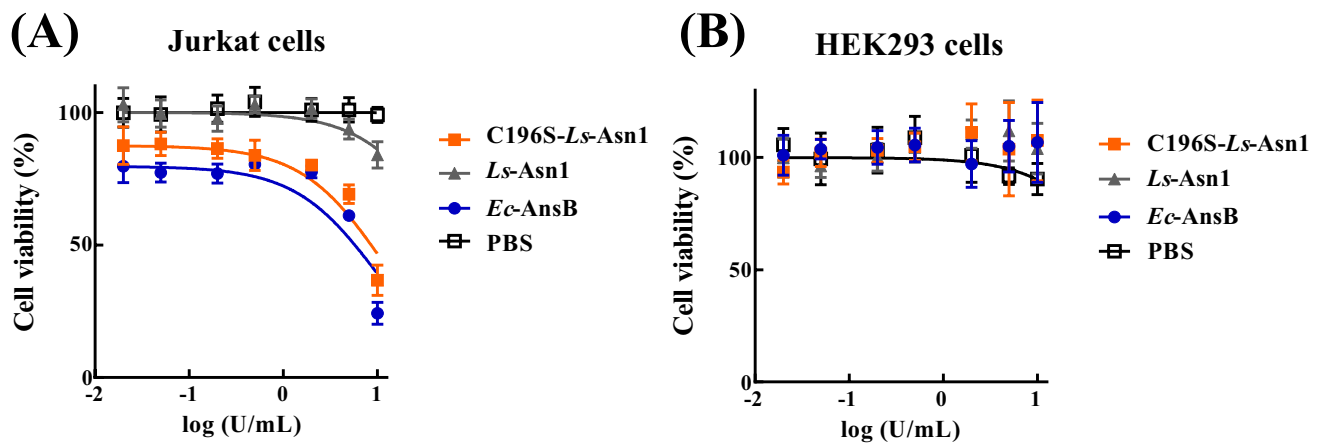 (A)
Jurkat cells
Cell viability (%)
100
50
0
-2
-1
0
1
log (U/mL)
C196S-Ls-Asn1
Ls-Asn1
Ec-AnsB
PBS
(B)
HEK293 cells
Cell viability (%)
100
50
0
-2
-1
0
1
log (U/mL)
C196S-Ls-Asn1
Ls-Asn1
Ec-AnsB
PBS